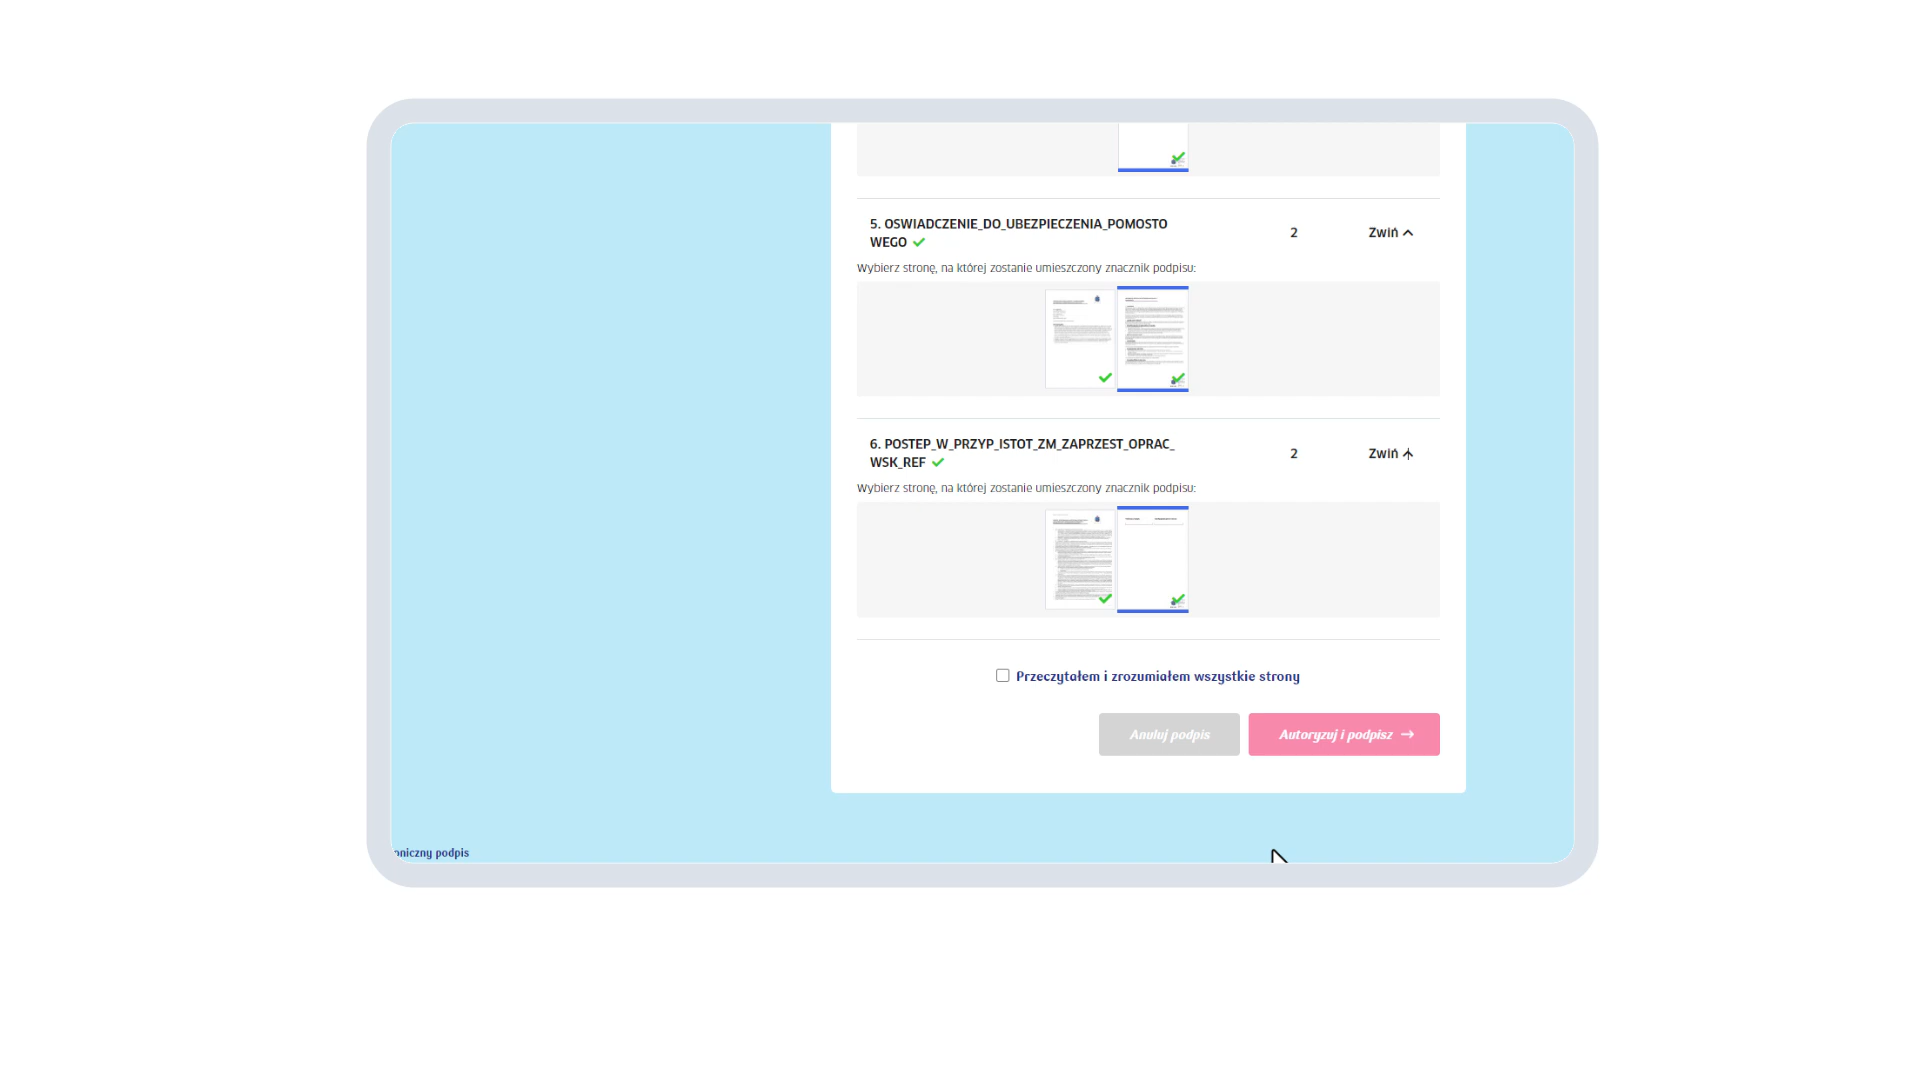 5. OSWIADCZENIE_DO_UBEZPIECZENIA_POMOSTO
WEGO
2
Zwiń
Wybierz stronę, na której zostanie umieszczony znacznik podpisu:
6. POSTEP_W_PRZYP_ISTOT_ZM_ZAPRZEST_OPRAC_
WSK_REF
2
Zwiń
Wybierz stronę, na której zostanie umieszczony znacznik podpisu:
Przeczytałem i zrozumiałem wszystkie strony
Anuluj podpis
Autoryzuj i podpisz →
oniczny podpis